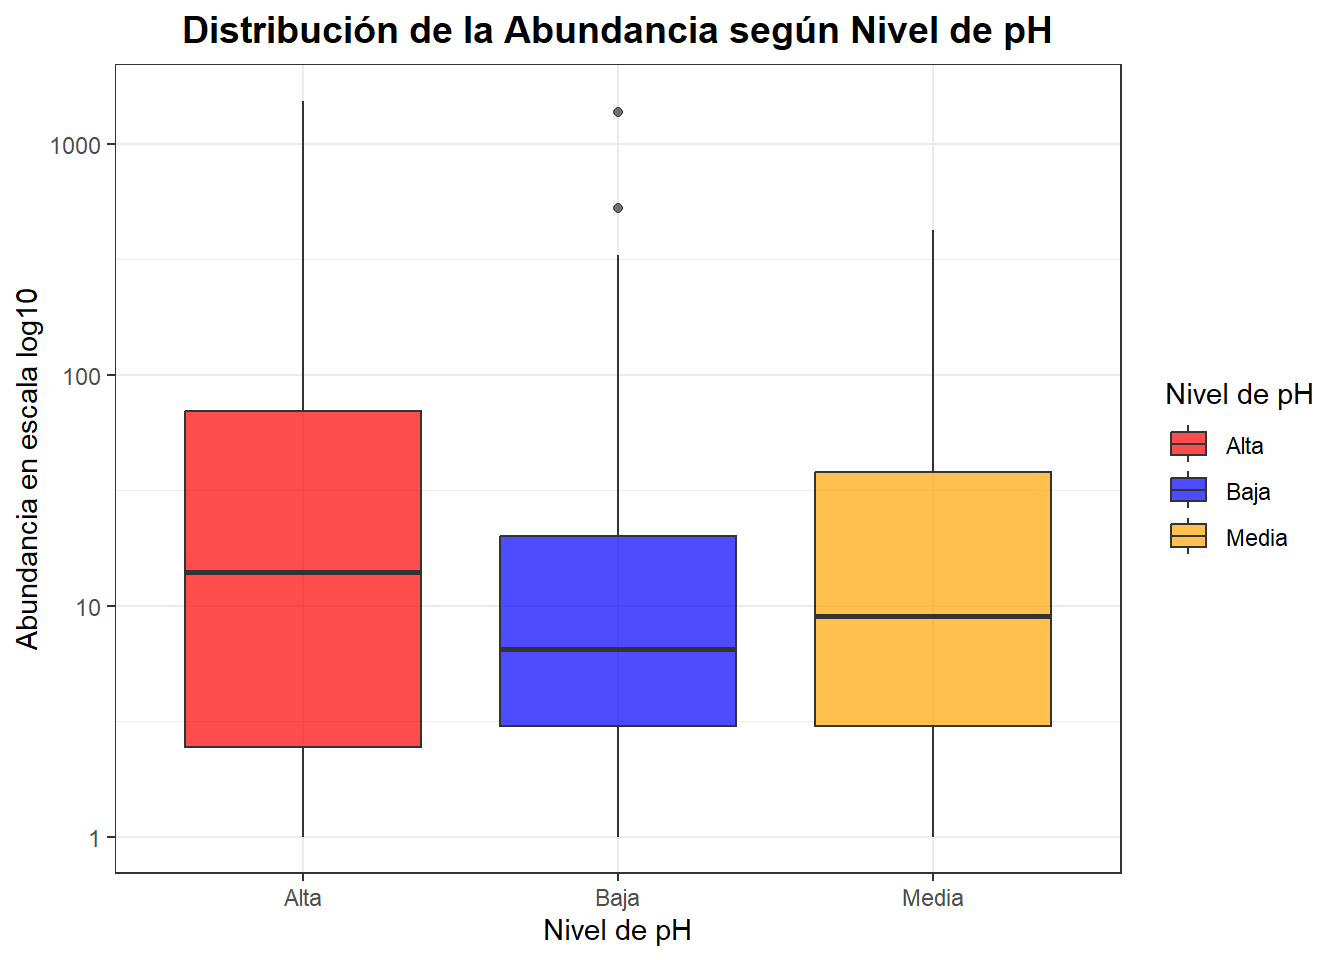 Distribución de la Abundancia según Nivel de pH
Abundancia en escala log10
1000
100
10
1
Alta
Baja
Media
Nivel de pH
Nivel de pH
Alta
Baja
Media